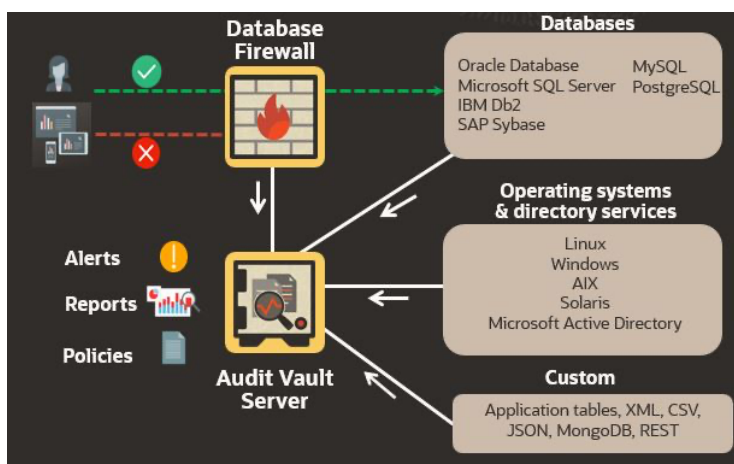 Database
Firewall
Databases
Oracle Database
Microsoft SQL Server
IBM Db2
SAP Sybase
MySQL
PostgreSQL
Operating systems
& directory services
Linux
Windows
AIX
Solaris
Microsoft Active Directory
Alerts
Reports
Policies
Audit Vault
Server
Custom
Application tables, XML, CSV,
JSON, MongoDB, REST